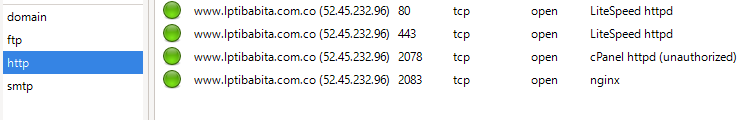 domain
ftp
http
smtp
www.lptibabita.com.co (52.45.232.96) 80 tcp open LiteSpeed httpd
www.lptibabita.com.co (52.45.232.96) 443 tcp open LiteSpeed httpd
www.lptibabita.com.co (52.45.232.96) 2078 tcp open cPanel httpd (unauthorized)
www.lptibabita.com.co (52.45.232.96) 2083 tcp open nginx